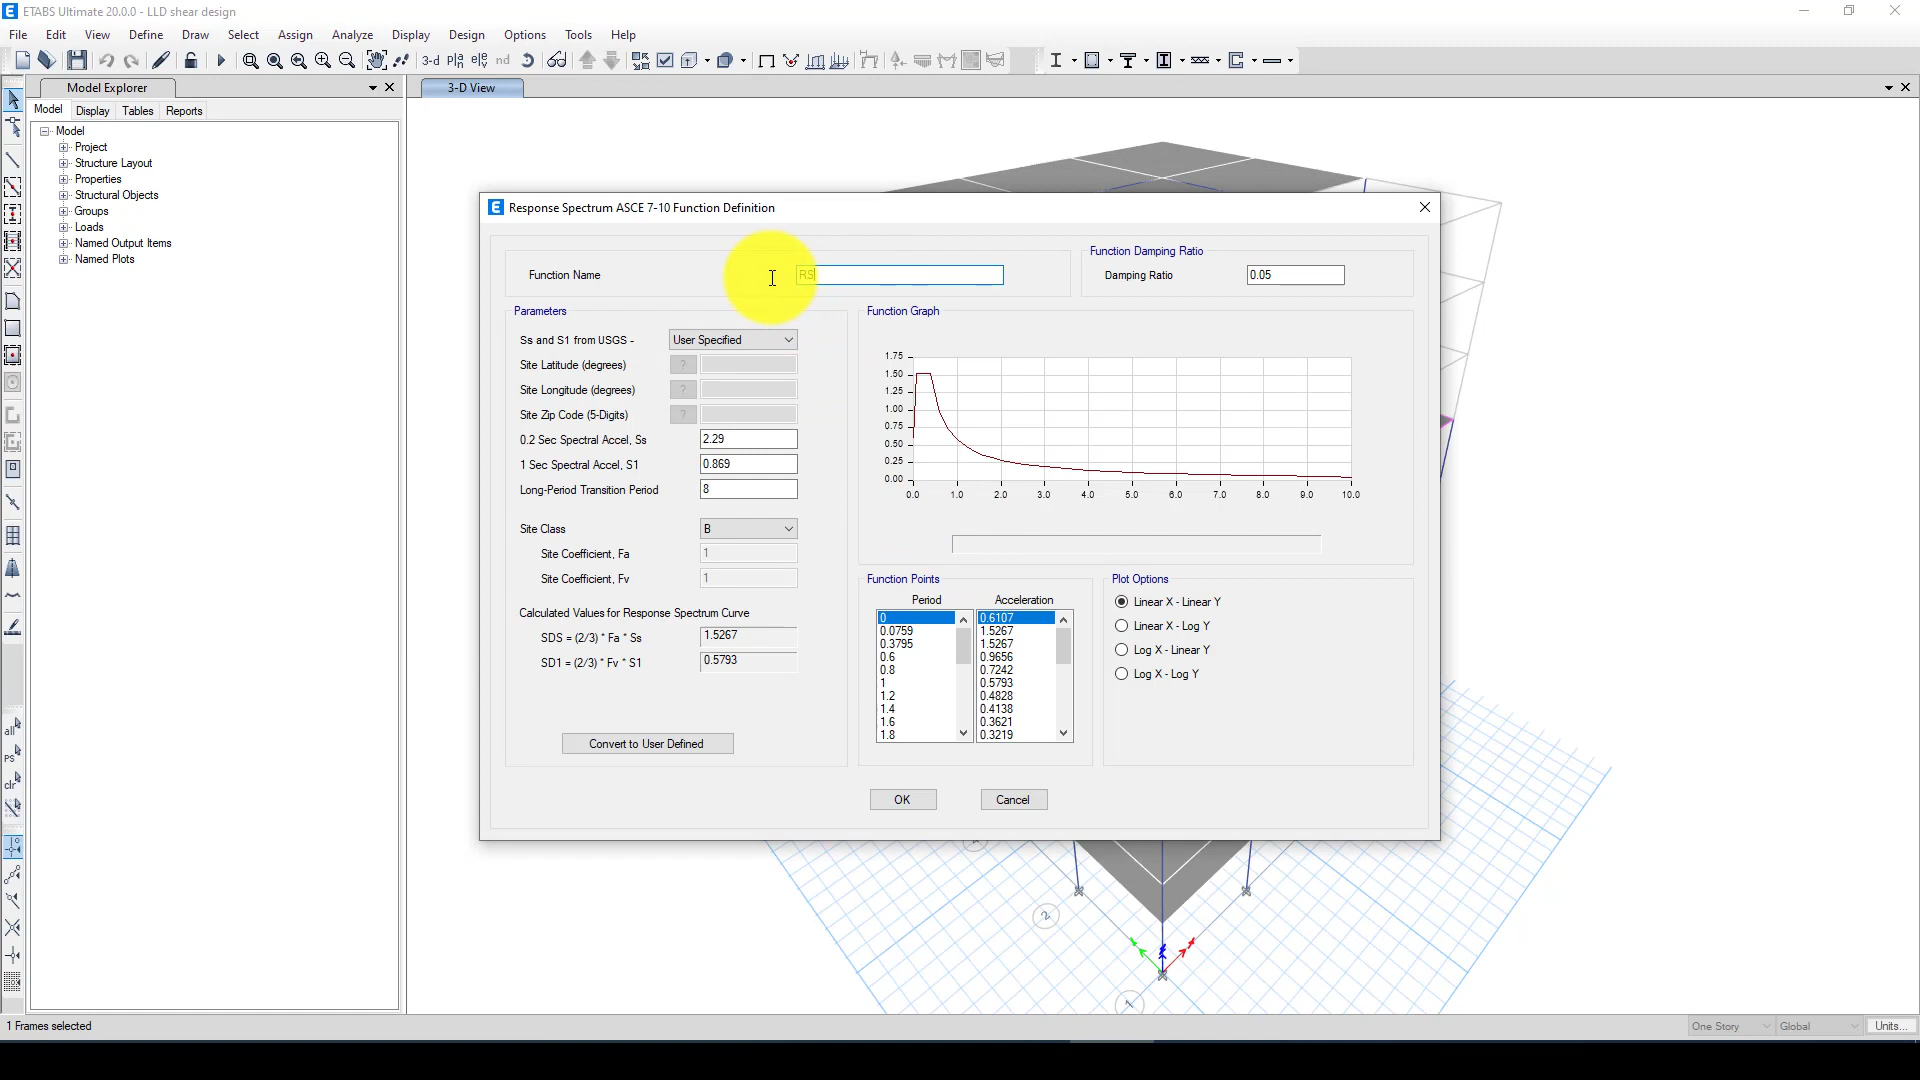 ETABS Ultimate 20.0.0 - LLD shear design
File Edit View Define Draw Select Assign Analyze Display Design Options Tools Help
3-d nd
Model Explorer
3-D View
Model Display Tables Reports
Model
Project
Structure Layout
Properties
Structural Objects
Groups
Loads
Named Output Items
Named Plots
all
PS
clr
Response Spectrum ASCE 7-10 Function Definition
Function Name RS
Function Damping Ratio
Damping Ratio 0.05
Parameters
Ss and S1 from USGS - User Specified
Site Latitude (degrees) ?
Site Longitude (degrees) ?
Site Zip Code (5-Digits) ?
0.2 Sec Spectral Accel, Ss 2.29
1 Sec Spectral Accel, S1 0.869
Long-Period Transition Period 8
Site Class B
Site Coefficient, Fa 1
Site Coefficient, Fv 1
Calculated Values for Response Spectrum Curve
SDS = (2/3) * Fa * Ss 1.5267
SD1 = (2/3) * Fv * S1 0.5793
Convert to User Defined
Function Graph
1.75
1.50
1.25
1.00
0.75
0.50
0.25
0.00
0.0 1.0 2.0 3.0 4.0 5.0 6.0 7.0 8.0 9.0 10.0
Function Points
Period Acceleration
0 0.6107
0.0759 1.5267
0.3795 1.5267
0.6 0.9656
0.8 0.7242
1 0.5793
1.2 0.4828
1.4 0.4138
1.6 0.3621
1.8 0.3219
Plot Options
Linear X - Linear Y
Linear X - Log Y
Log X - Linear Y
Log X - Log Y
OK Cancel
2
1
1 Frames selected
One Story Global Units...